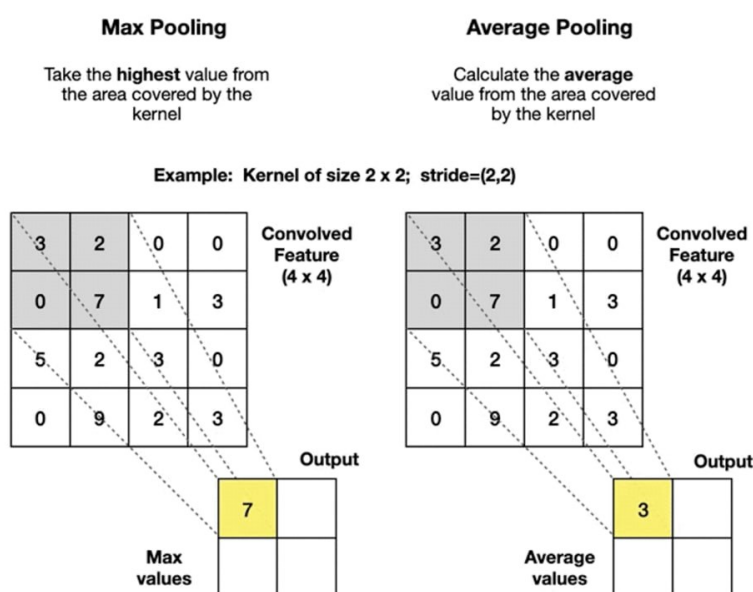 Max Pooling
Take the highest value from
the area covered by the
kernel
Average Pooling
Calculate the average
value from the area covered
by the kernel
Example: Kernel of size 2 x 2; stride=(2,2)
3 2 0 0
0 7 1 3
5 2 3 0
0 9 2 3
Convolved
Feature
(4 x 4)
Output
7
Max
values
3 2 0 0
0 7 1 3
5 2 3 0
0 9 2 3
Convolved
Feature
(4 x 4)
Output
3
Average
values